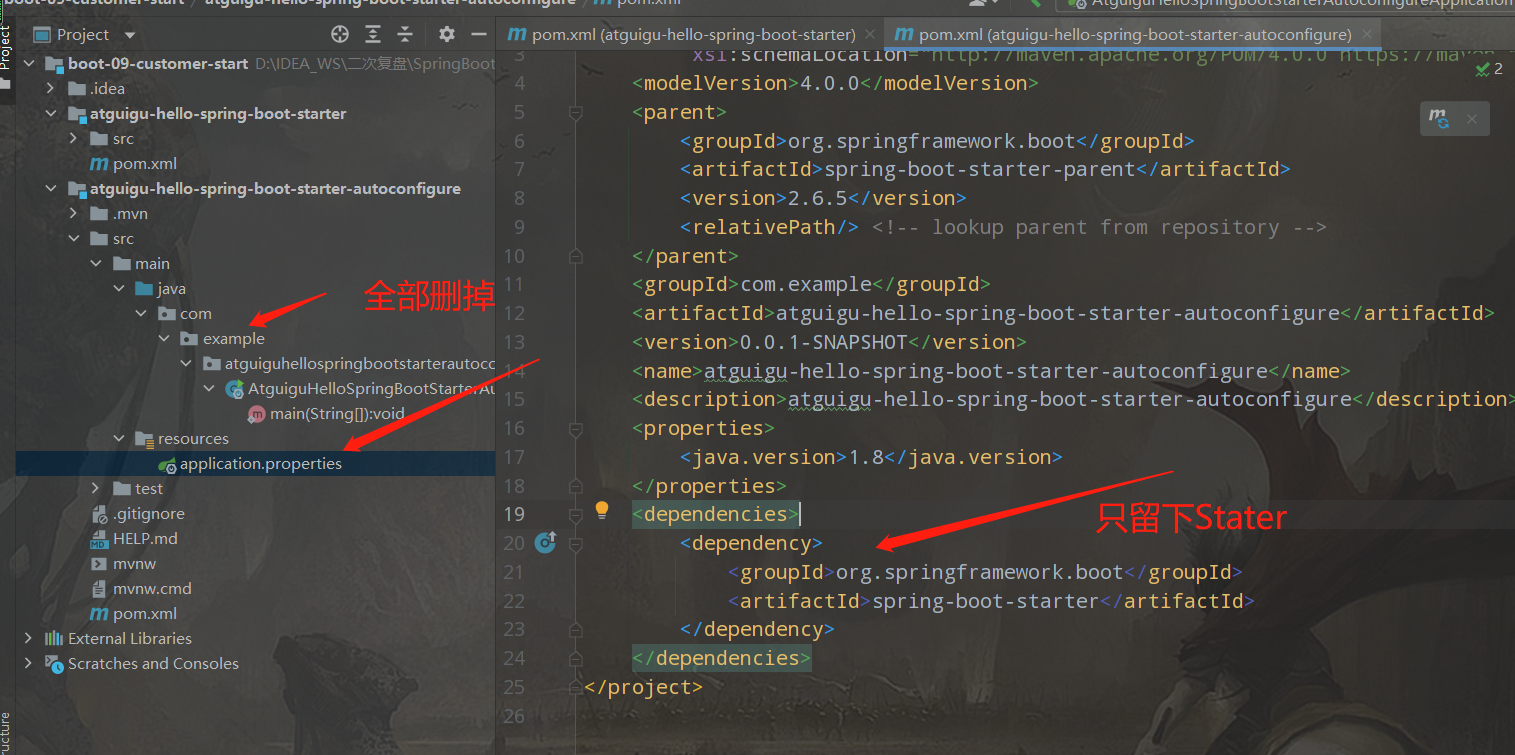 boot-09-customer-start
atguigu-hello-spring-boot-starter-autoconfigure
pom.xml
AtguiguHelloSpringBootStarterAutoconfigureApplication
Project
Project
pom.xml (atguigu-hello-spring-boot-starter)
pom.xml (atguigu-hello-spring-boot-starter-autoconfigure)
2
boot-09-customer-start D:\IDEA_WS\二次复盘\SpringBoot
.idea
atguigu-hello-spring-boot-starter
src
pom.xml
atguigu-hello-spring-boot-starter-autoconfigure
.mvn
src
main
java
com
example
atguiguhellospringbootstarterautoco
AtguiguHelloSpringBootStarterAu
main(String[]):void
resources
application.properties
test
.gitignore
HELP.md
mvnw
mvnw.cmd
pom.xml
External Libraries
Scratches and Consoles
全部删掉
3 xsi:schemaLocation="http://maven.apache.org/POM/4.0.0 https://mav
4 <modelVersion>4.0.0</modelVersion>
5 <parent>
6 <groupId>org.springframework.boot</groupId>
7 <artifactId>spring-boot-starter-parent</artifactId>
8 <version>2.6.5</version>
9 <relativePath/> <!-- lookup parent from repository -->
10 </parent>
11 <groupId>com.example</groupId>
12 <artifactId>atguigu-hello-spring-boot-starter-autoconfigure</artifactId>
13 <version>0.0.1-SNAPSHOT</version>
14 <name>atguigu-hello-spring-boot-starter-autoconfigure</name>
15 <description>atguigu-hello-spring-boot-starter-autoconfigure</description>
16 <properties>
17 <java.version>1.8</java.version>
18 </properties>
19 <dependencies>
20 <dependency>
21 <groupId>org.springframework.boot</groupId>
22 <artifactId>spring-boot-starter</artifactId>
23 </dependency>
24 </dependencies>
25 </project>
26
只留下Stater